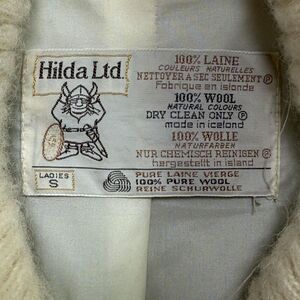 Hilda Ltd.
100% LAINE
COULEURS NATURELLES
NETTOYER A SEC SEULEMENT Ⓟ
Fabrique en islande
100% WOOL
NATURAL COLOURS
DRY CLEAN ONLY Ⓟ
made in iceland
100% WOLLE
NATURFARBEN
NUR CHEMISCH REINIGEN Ⓟ
hergestellt in island
LADIES
S
PURE LAINE VIERGE
100% PURE WOOL
REINE SCHURWOLLE